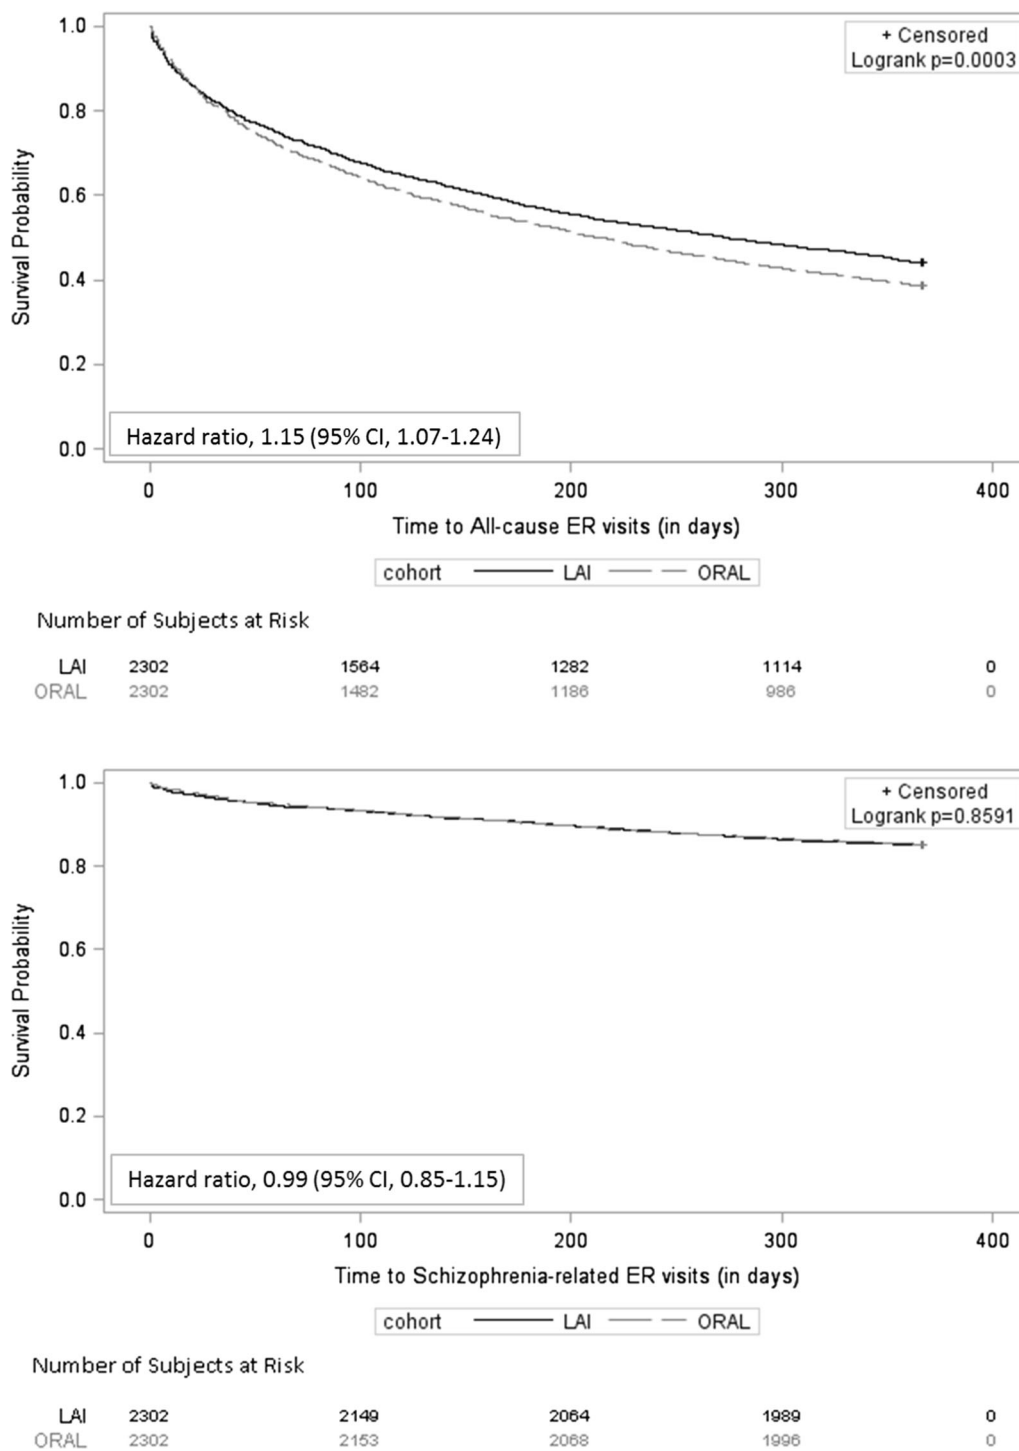 1.0
0.8
0.6
0.4
0.2
0.0
Survival Probability
+ Censored
Logrank p=0.0003
Hazard ratio, 1.15 (95% CI, 1.07-1.24)
0 100 200 300 400
Time to All-cause ER visits (in days)
cohort LAI ORAL
Number of Subjects at Risk
LAI 2302 1564 1282 1114 0
ORAL 2302 1482 1186 986 0
1.0
0.8
0.6
0.4
0.2
0.0
Survival Probability
+ Censored
Logrank p=0.8591
Hazard ratio, 0.99 (95% CI, 0.85-1.15)
0 100 200 300 400
Time to Schizophrenia-related ER visits (in days)
cohort LAI ORAL
Number of Subjects at Risk
LAI 2302 2149 2064 1989 0
ORAL 2302 2153 2068 1996 0